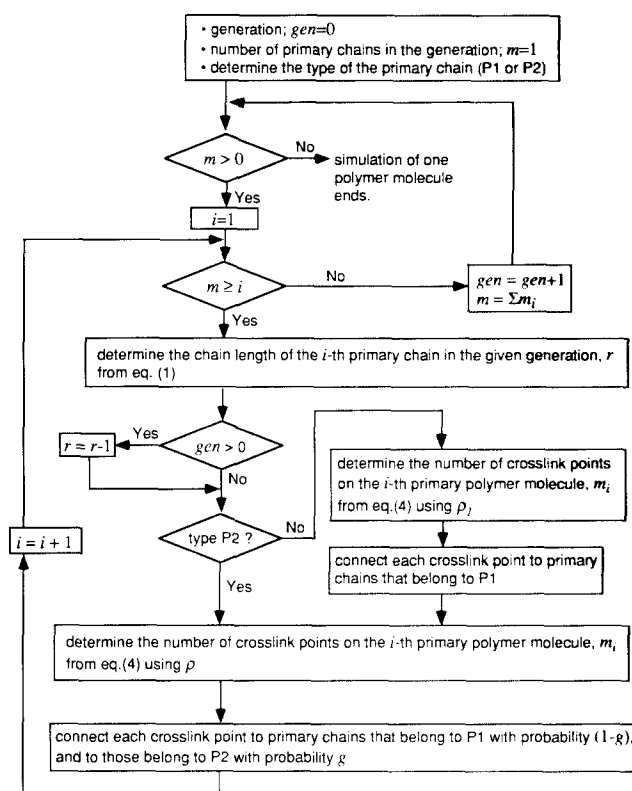 • generation; gen=0
• number of primary chains in the generation; m=1
• determine the type of the primary chain (P1 or P2)
m > 0
No
simulation of one
polymer molecule
ends.
Yes
i=1
m ≥ i
No
gen = gen+1
m = Σmᵢ
Yes
determine the chain length of the i-th primary chain in the given generation, r
from eq. (1)
Yes
r = r-1
gen > 0
No
determine the number of crosslink points
on the i-th primary polymer molecule, mᵢ
from eq.(4) using ρ₁
i = i + 1
type P2 ?
No
connect each crosslink point to primary
chains that belong to P1
Yes
determine the number of crosslink points on the i-th primary polymer molecule, mᵢ
from eq.(4) using ρ
connect each crosslink point to primary chains that belong to P1 with probability (1-g),
and to those belong to P2 with probability g